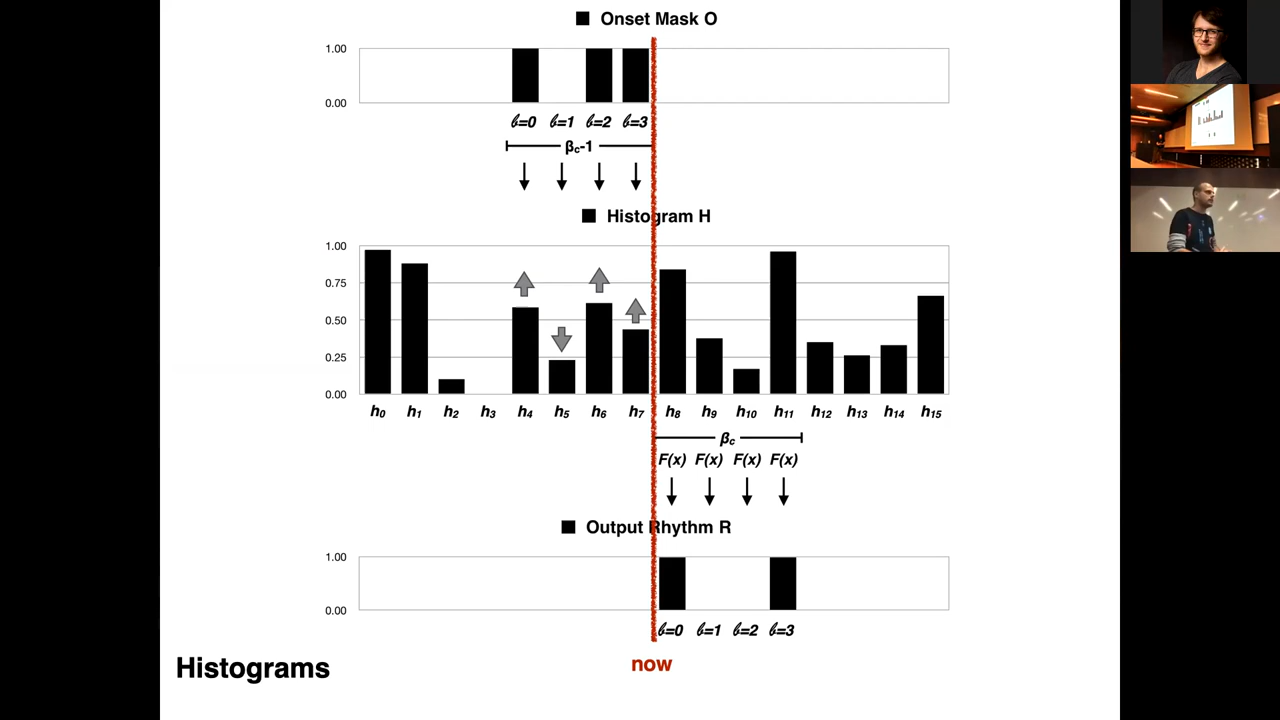 Onset Mask O
1.00
0.00
𝓫=0 𝓫=1 𝓫=2 𝓫=3
βc-1
Histogram H
1.00
0.75
0.50
0.25
0.00
h0 h1 h2 h3 h4 h5 h6 h7 h8 h9 h10 h11 h12 h13 h14 h15
βc
F(x) F(x) F(x) F(x)
Output Rhythm R
1.00
0.00
𝓫=0 𝓫=1 𝓫=2 𝓫=3
now
Histograms